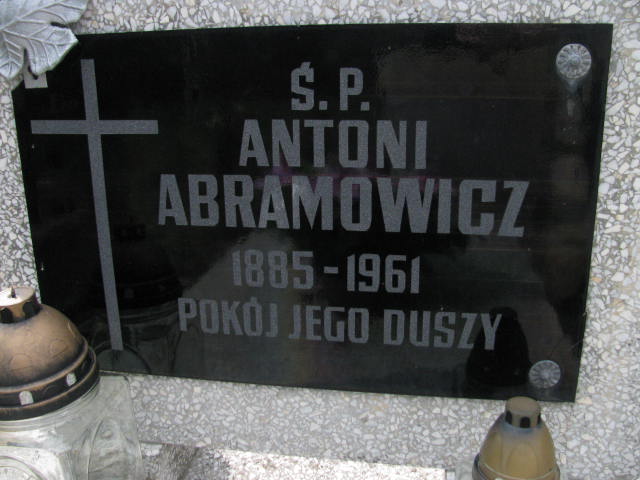 Ś.P.
ANTONI
ABRAMOWICZ
1885-1961
POKÓJ JEGO DUSZY